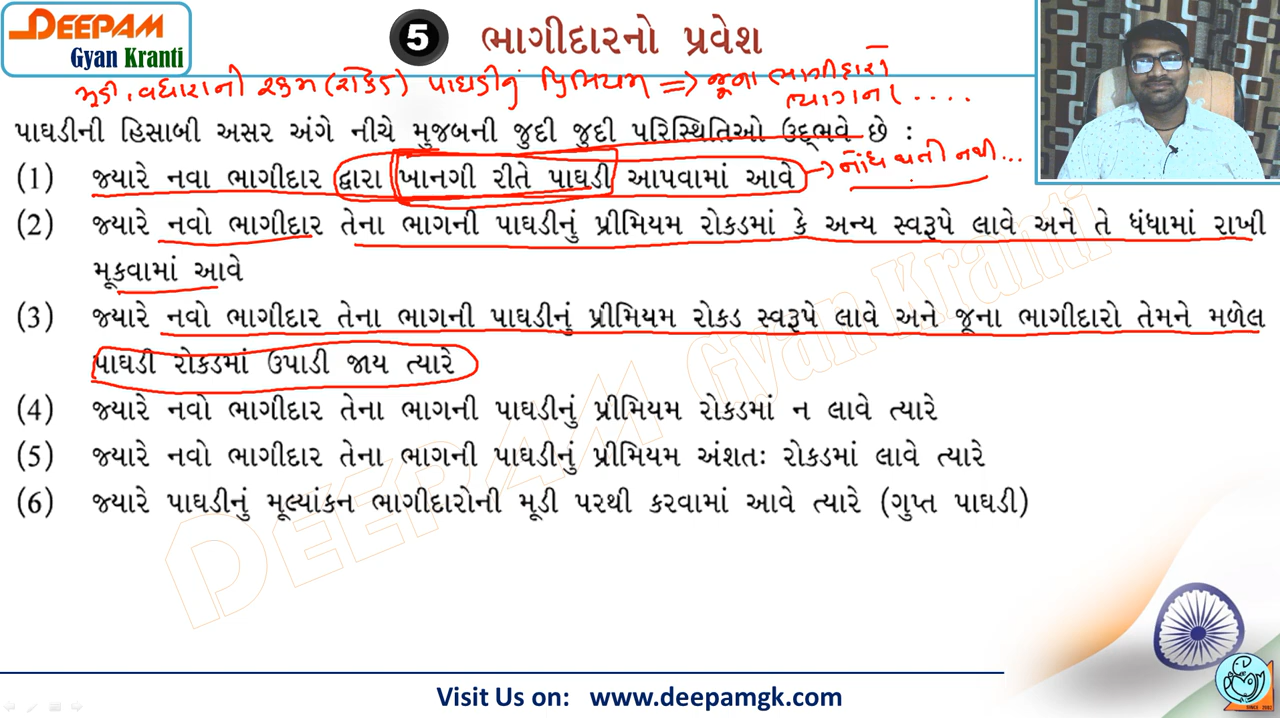 DEEPAM
Gyan Kranti
5 ભાગીદારનો પ્રવેશ
મૂડી, વધારાની રકમ (રોકડ) પાઘડીનું પ્રિમિયમ => જૂના ભાગીદારો
ત્યાગના ....
પાઘડીની હિસાબી અસર અંગે નીચે મુજબની જુદી જુદી પરિસ્થિતિઓ ઉદ્ભવે છે :
(1) જ્યારે નવા ભાગીદાર દ્વારા ખાનગી રીતે પાઘડી આપવામાં આવે → નોંધ થતી નથી...
(2) જ્યારે નવો ભાગીદાર તેના ભાગની પાઘડીનું પ્રીમિયમ રોકડમાં કે અન્ય સ્વરૂપે લાવે અને તે ધંધામાં રાખી
મૂકવામાં આવે
(3) જ્યારે નવો ભાગીદાર તેના ભાગની પાઘડીનું પ્રીમિયમ રોકડ સ્વરૂપે લાવે અને જૂના ભાગીદારો તેમને મળેલ
પાઘડી રોકડમાં ઉપાડી જાય ત્યારે
(4) જ્યારે નવો ભાગીદાર તેના ભાગની પાઘડીનું પ્રીમિયમ રોકડમાં ન લાવે ત્યારે
(5) જ્યારે નવો ભાગીદાર તેના ભાગની પાઘડીનું પ્રીમિયમ અંશતઃ રોકડમાં લાવે ત્યારે
(6) જ્યારે પાઘડીનું મૂલ્યાંકન ભાગીદારોની મૂડી પરથી કરવામાં આવે ત્યારે (ગુપ્ત પાઘડી)
DEEPAM Gyan Kranti
Visit Us on: www.deepamgk.com